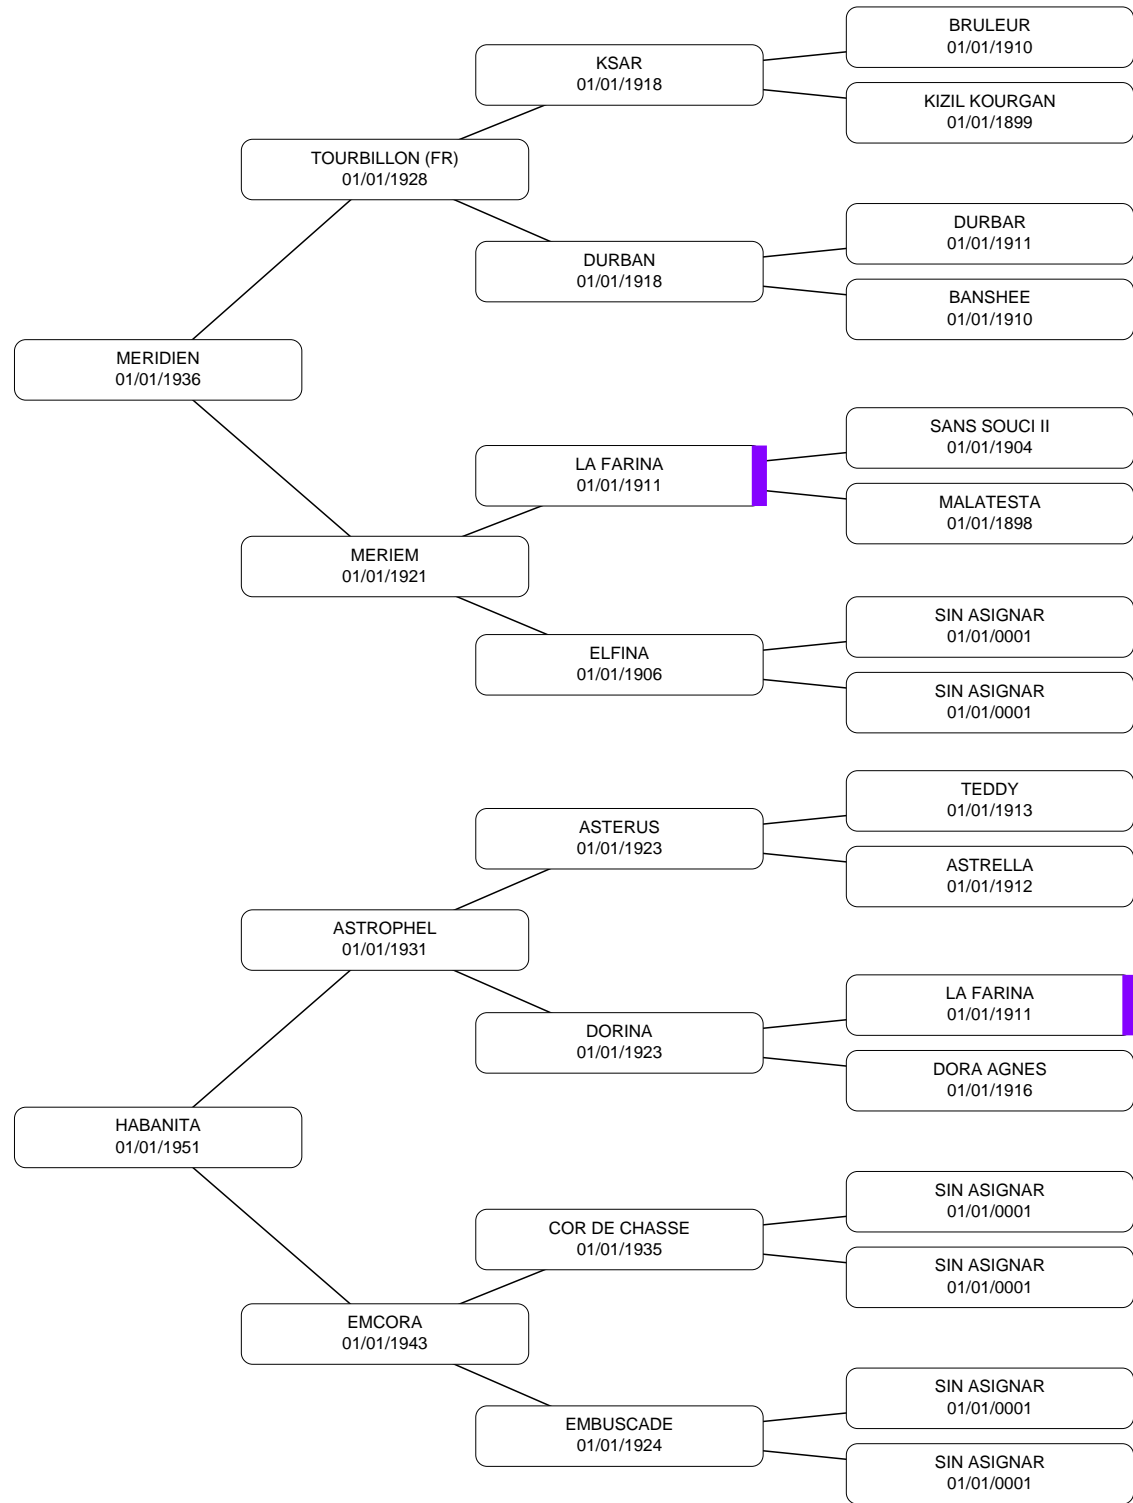 BRULEUR
01/01/1910
KSAR
01/01/1918
KIZIL KOURGAN
01/01/1899
TOURBILLON (FR)
01/01/1928
DURBAR
01/01/1911
DURBAN
01/01/1918
BANSHEE
01/01/1910
MERIDIEN
01/01/1936
SANS SOUCI II
01/01/1904
LA FARINA
01/01/1911
MALATESTA
01/01/1898
MERIEM
01/01/1921
SIN ASIGNAR
01/01/0001
ELFINA
01/01/1906
SIN ASIGNAR
01/01/0001
TEDDY
01/01/1913
ASTERUS
01/01/1923
ASTRELLA
01/01/1912
ASTROPHEL
01/01/1931
LA FARINA
01/01/1911
DORINA
01/01/1923
DORA AGNES
01/01/1916
HABANITA
01/01/1951
SIN ASIGNAR
01/01/0001
COR DE CHASSE
01/01/1935
SIN ASIGNAR
01/01/0001
EMCORA
01/01/1943
SIN ASIGNAR
01/01/0001
EMBUSCADE
01/01/1924
SIN ASIGNAR
01/01/0001